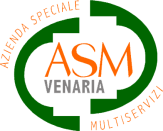 AZIENDA SPECIALE
ASM
VENARIA
MULTISERVIZI